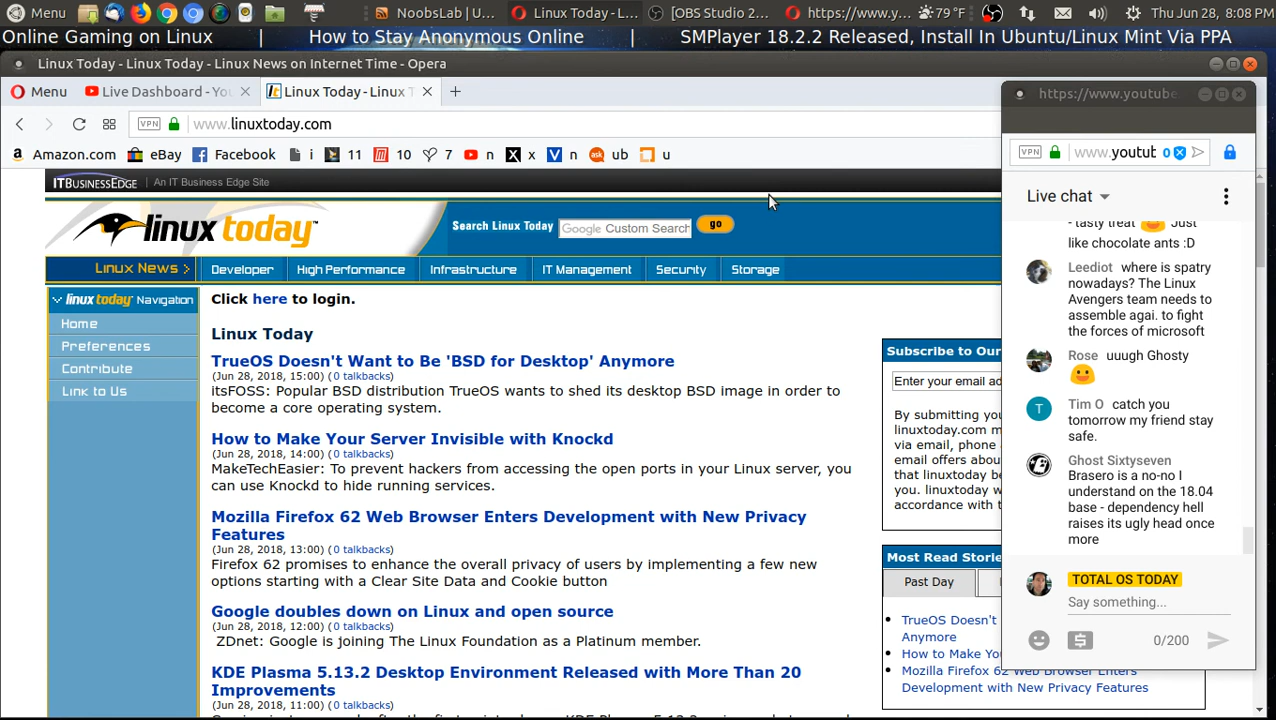 Menu
NoobsLab | U...
Linux Today - L...
[OBS Studio 2...
https://www.y...
79 °F
Thu Jun 28, 8:08 PM
Online Gaming on Linux | How to Stay Anonymous Online | SMPlayer 18.2.2 Released, Install In Ubuntu/Linux Mint Via PPA
Linux Today - Linux Today - Linux News on Internet Time - Opera
Menu
Live Dashboard - You
Linux Today - Linux T
VPN
www.linuxtoday.com
Amazon.com
eBay
Facebook
i
11
10
7
n
x
n
ub
u
ITBUSINESSEDGE | An IT Business Edge Site
linux today
Search Linux Today
Google Custom Search
go
Linux News >
Developer
High Performance
Infrastructure
IT Management
Security
Storage
linux today Navigation
Home
Preferences
Contribute
Link to Us
Click here to login.
Linux Today
TrueOS Doesn't Want to Be 'BSD for Desktop' Anymore
(Jun 28, 2018, 15:00) (0 talkbacks)
itsFOSS: Popular BSD distribution TrueOS wants to shed its desktop BSD image in order to
become a core operating system.
How to Make Your Server Invisible with Knockd
(Jun 28, 2018, 14:00) (0 talkbacks)
MakeTechEasier: To prevent hackers from accessing the open ports in your Linux server, you
can use Knockd to hide running services.
Mozilla Firefox 62 Web Browser Enters Development with New Privacy
Features
(Jun 28, 2018, 13:00) (0 talkbacks)
Firefox 62 promises to enhance the overall privacy of users by implementing a few new
options starting with a Clear Site Data and Cookie button
Google doubles down on Linux and open source
(Jun 28, 2018, 12:00) (0 talkbacks)
ZDnet: Google is joining The Linux Foundation as a Platinum member.
KDE Plasma 5.13.2 Desktop Environment Released with More Than 20
Improvements
(Jun 28, 2018, 11:00) (0 talkbacks)
Subscribe to Our
Enter your email ad
By submitting you
linuxtoday.com m
via email, phone
email offers abou
that linuxtoday be
you. linuxtoday w
accordance with t
Most Read Storie
Past Day
TrueOS Doesn't
Anymore
How to Make Yo
Mozilla Firefox 62 Web Browser Enters
Development with New Privacy
Features
https://www.youtube
VPN
www.youtub
0
Live chat
- tasty treat Just
like chocolate ants :D
Leediot where is spatry
nowadays? The Linux
Avengers team needs to
assemble agai. to fight
the forces of microsoft
Rose uuugh Ghosty
T
Tim O catch you
tomorrow my friend stay
safe.
Ghost Sixtyseven
Brasero is a no-no I
understand on the 18.04
base - dependency hell
raises its ugly head once
more
TOTAL OS TODAY
Say something...
0/200